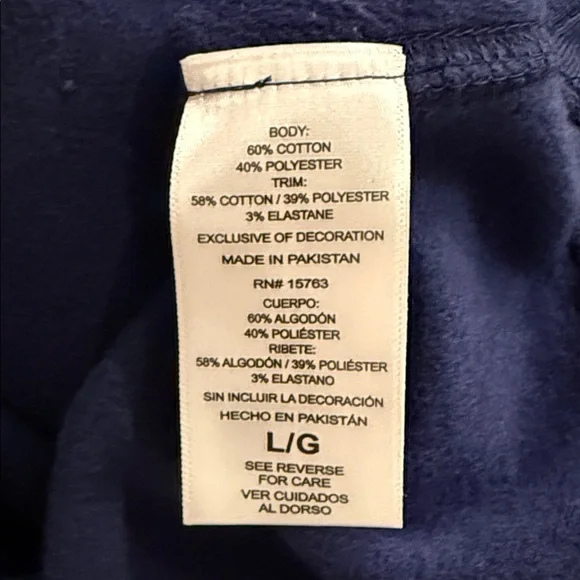 BODY:
60% COTTON
40% POLYESTER
TRIM:
58% COTTON / 39% POLYESTER
3% ELASTANE
EXCLUSIVE OF DECORATION
MADE IN PAKISTAN
RN# 15763
CUERPO:
60% ALGODÓN
40% POLIÉSTER
RIBETE:
58% ALGODÓN / 39% POLIÉSTER
3% ELASTANO
SIN INCLUIR LA DECORACIÓN
HECHO EN PAKISTÁN
L/G
SEE REVERSE
FOR CARE
VER CUIDADOS
AL DORSO